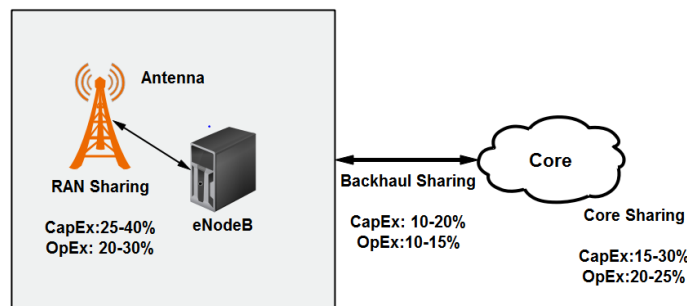 Antenna
RAN Sharing
CapEx:25-40%
OpEx: 20-30%
eNodeB
Backhaul Sharing
CapEx: 10-20%
OpEx:10-15%
Core
Core Sharing
CapEx:15-30%
OpEx:20-25%